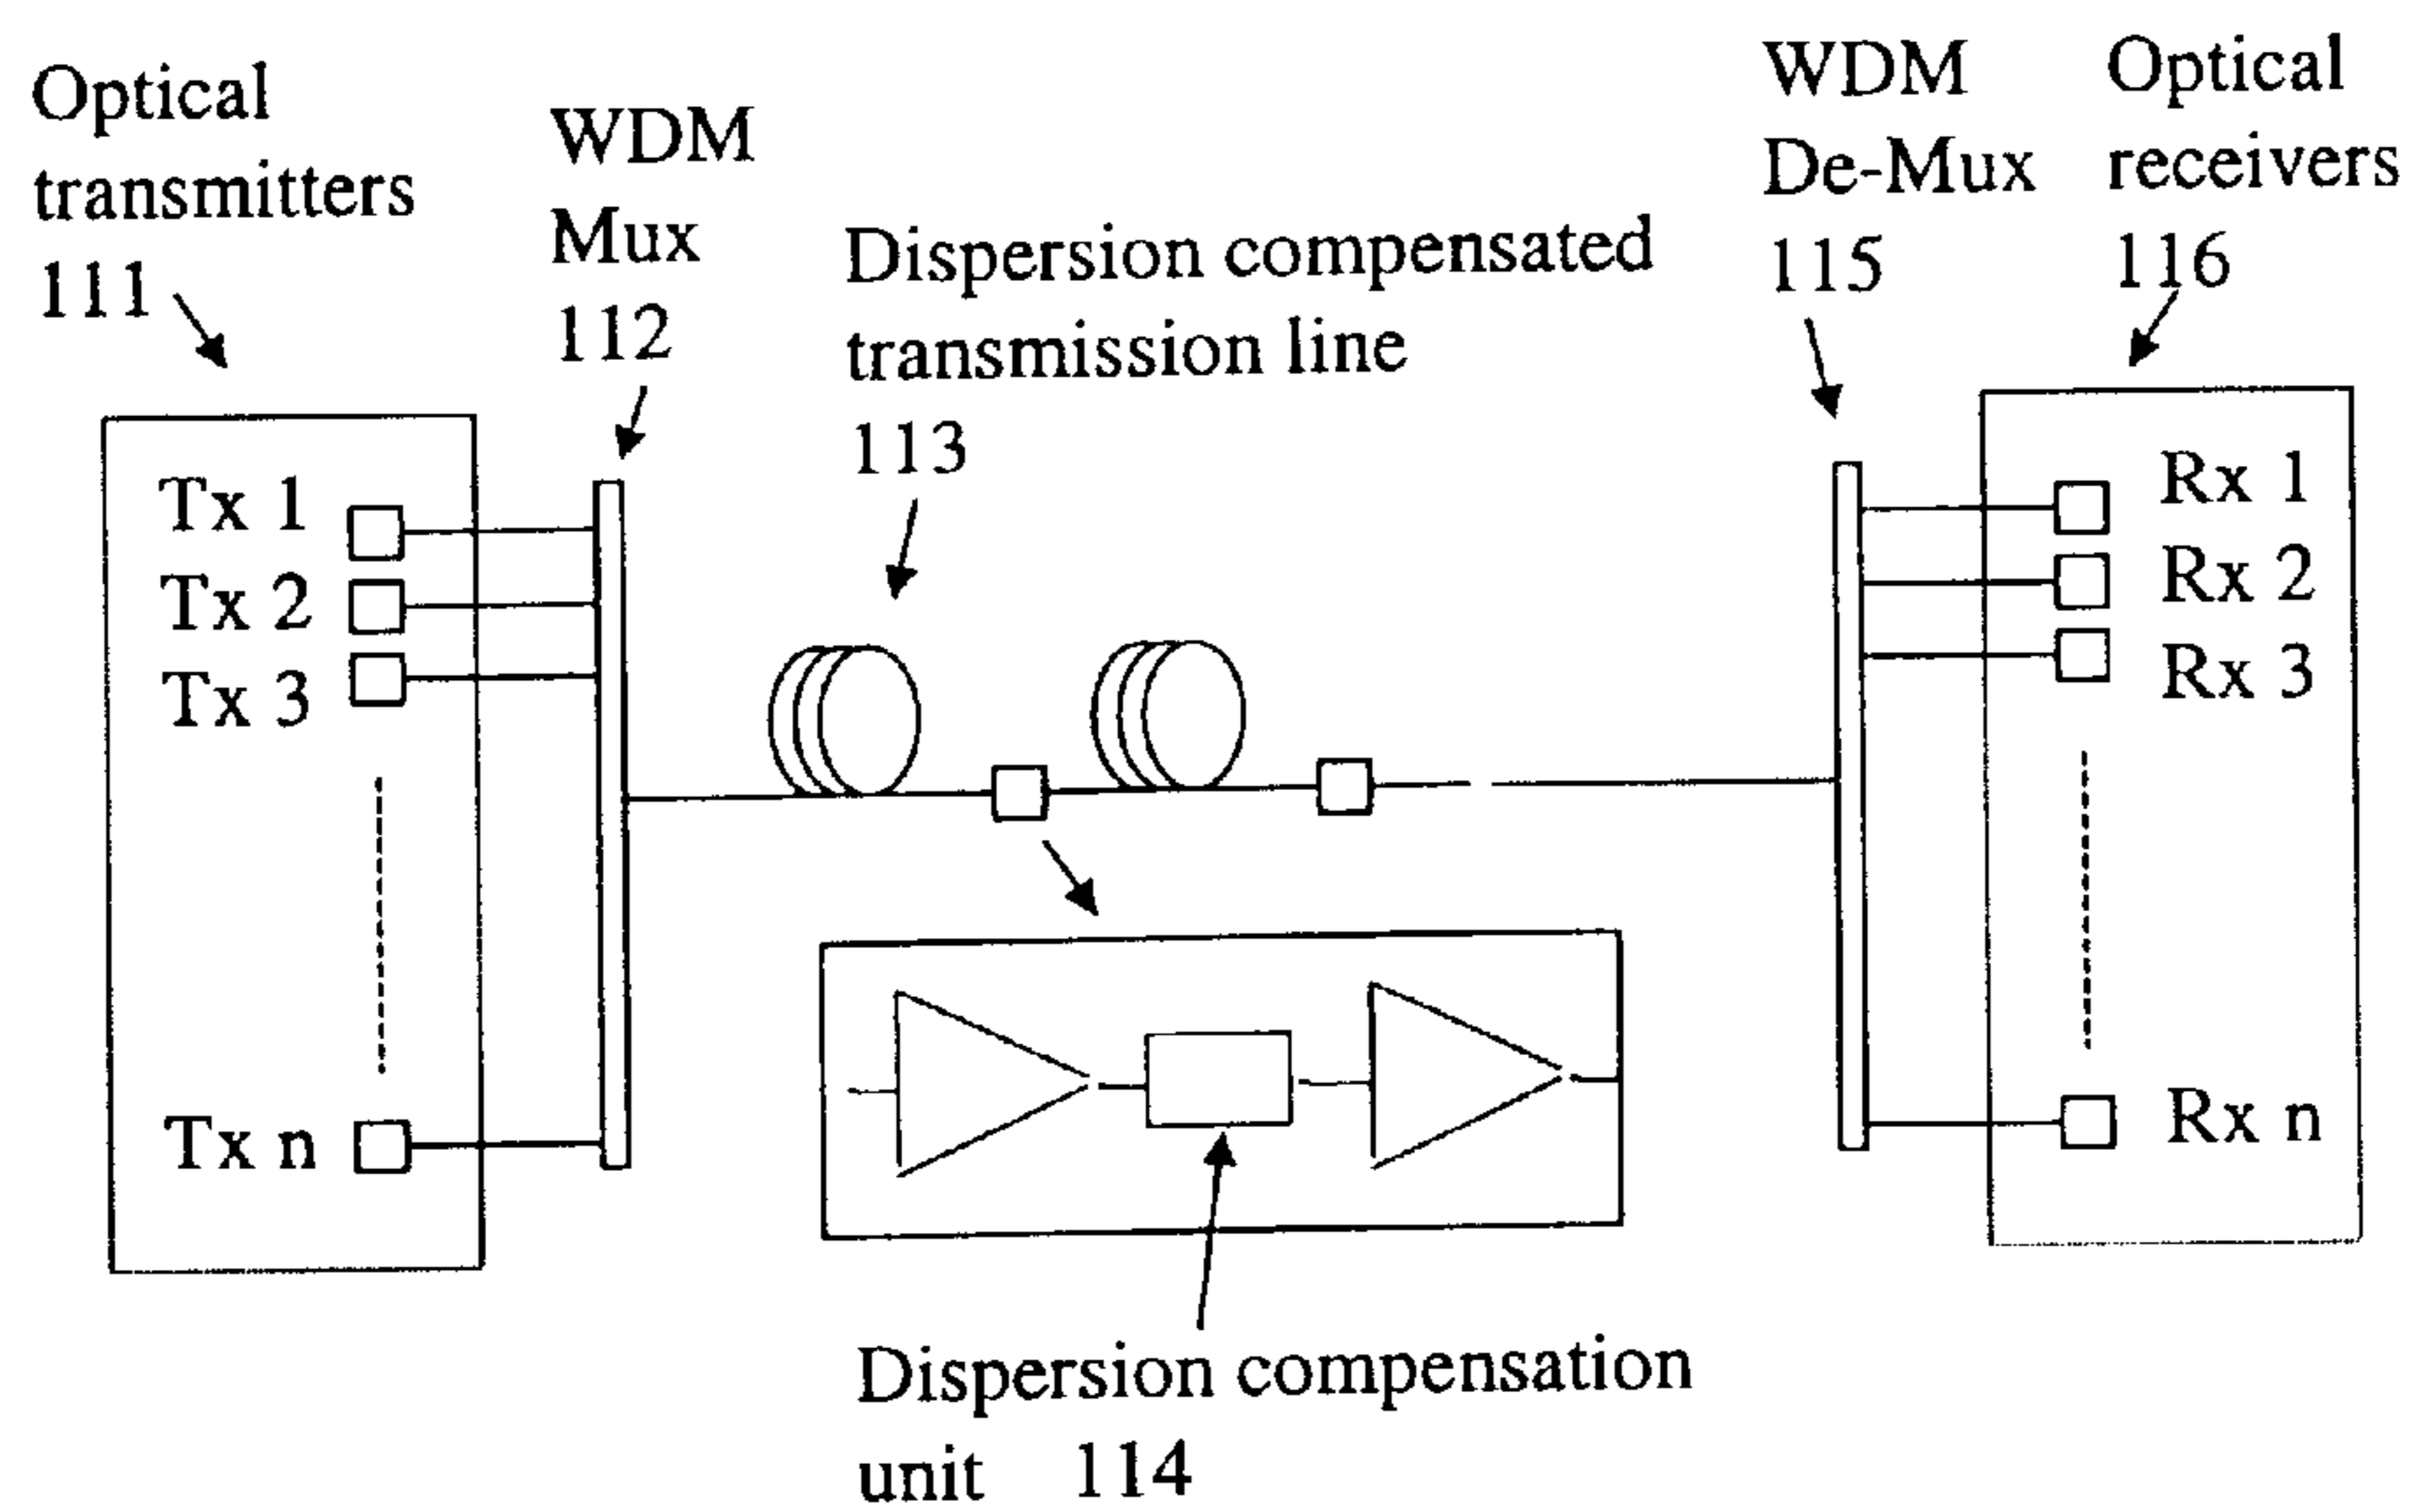 Optical
transmitters
111
WDM
Mux
112
Dispersion compensated
transmission line
113
WDM
De-Mux
115
Optical
receivers
116
Tx 1
Tx 2
Tx 3
Tx n
Rx 1
Rx 2
Rx 3
Rx n
Dispersion compensation
unit 114